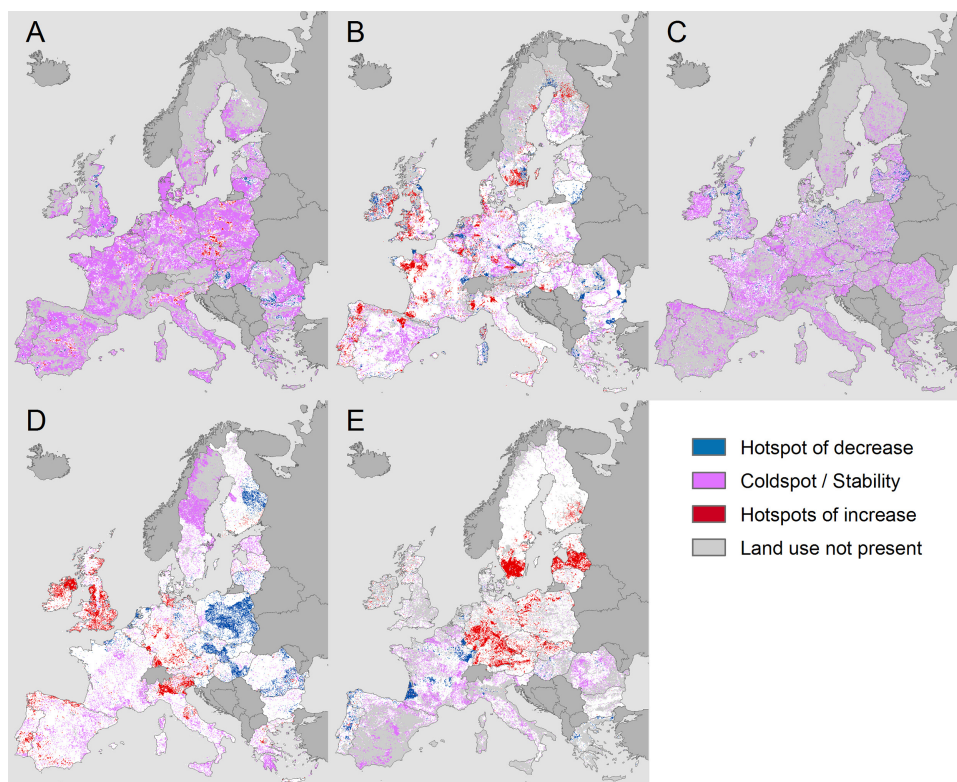 A
B
C
D
E
Hotspot of decrease
Coldspot / Stability
Hotspots of increase
Land use not present